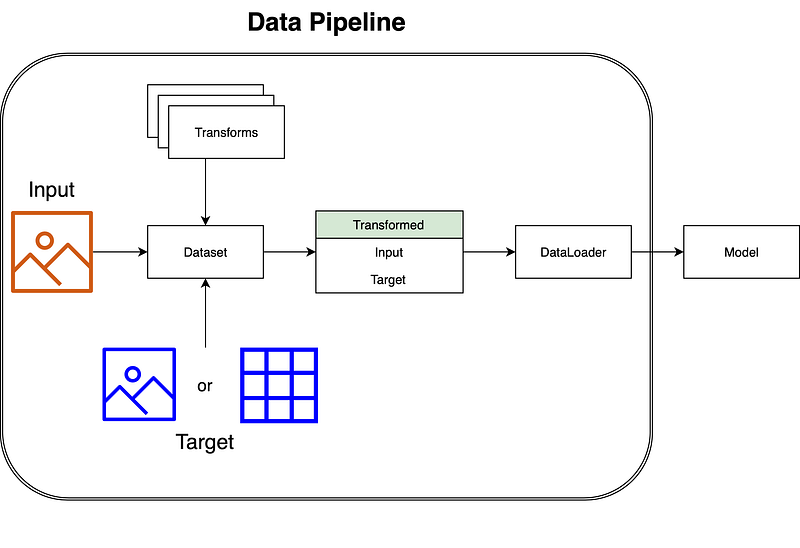 Data Pipeline
Transforms
Input
Dataset
Transformed
Input
Target
DataLoader
Model
or
Target